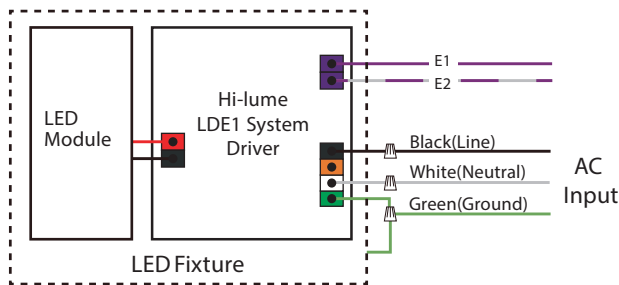 E1
E2
LED
Module
Hi-lume
LDE1 System
Driver
Black(Line)
White(Neutral)
Green(Ground)
AC
Input
LED Fixture